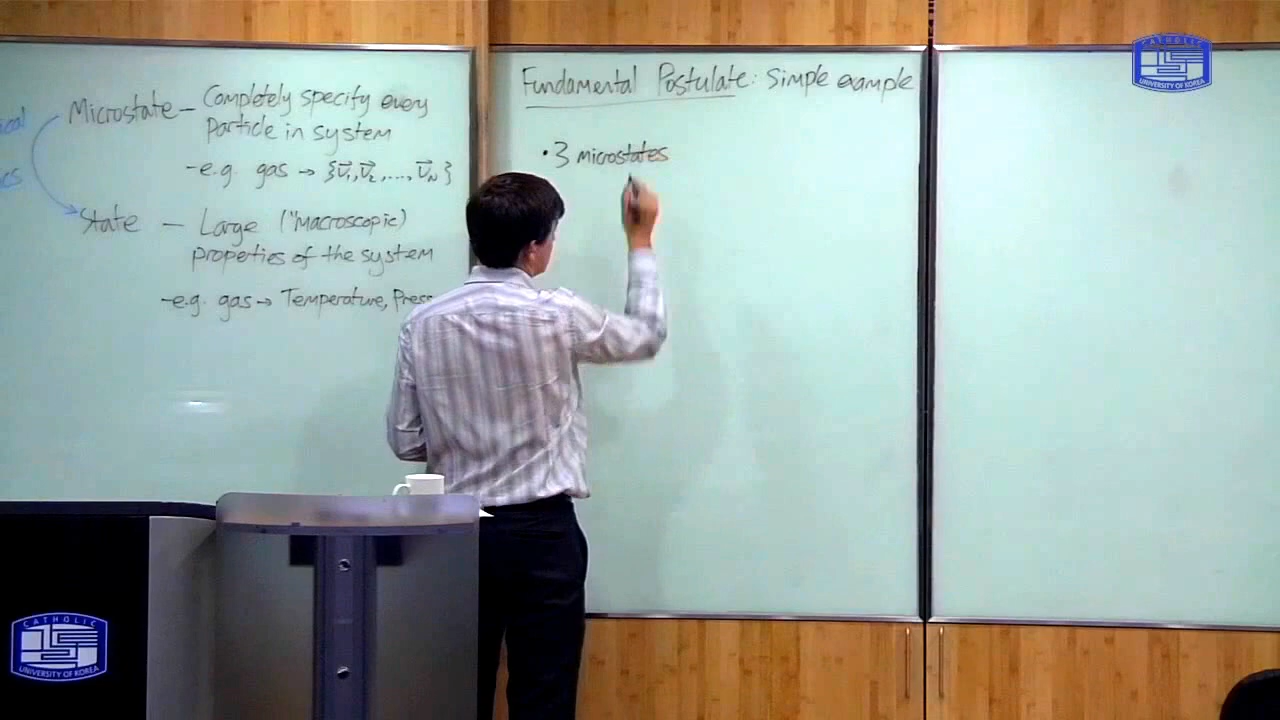 Microstate – Completely specify every
particle in system
-e.g. gas → {v⃗₁,v⃗₂,...., v⃗N}
State — Large ("Macroscopic)
properties of the system
-e.g. gas → Temperature, Press
Fundamental Postulate: Simple example
• 3 microstates
CATHOLIC
UNIVERSITY OF KOREA
CATHOLIC
UNIVERSITY OF KOREA